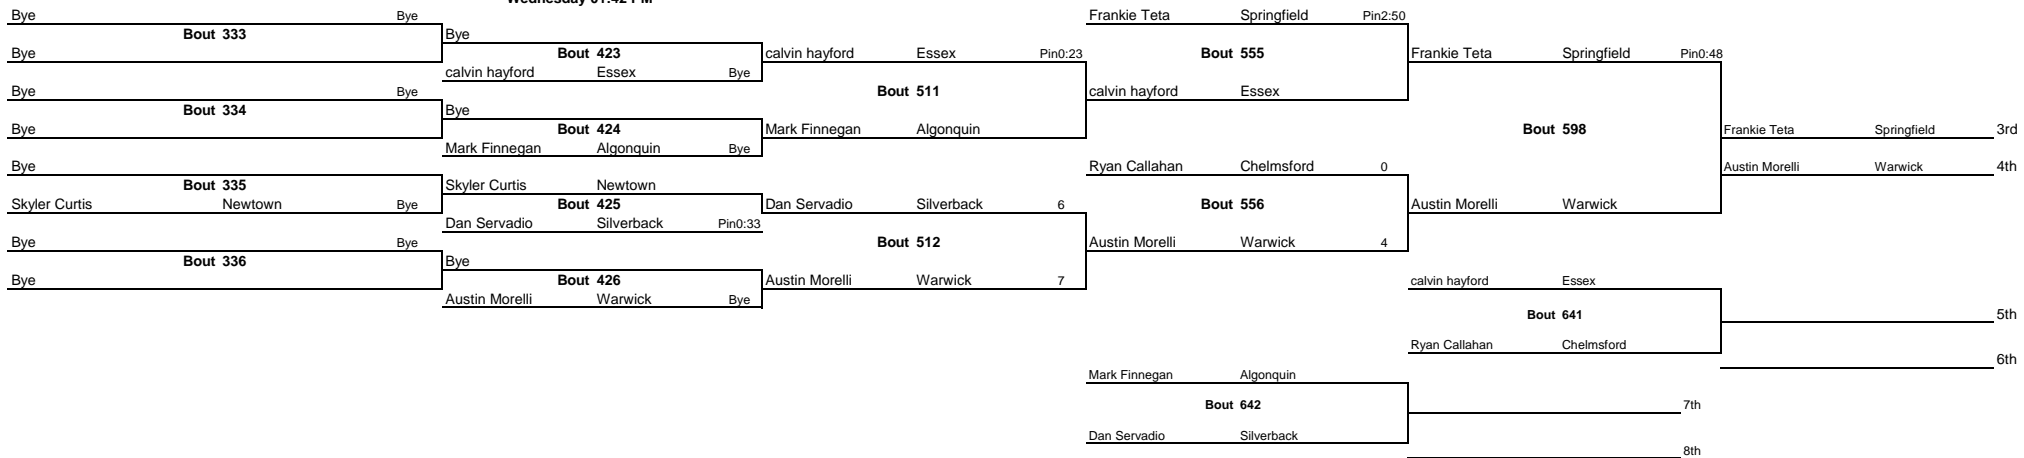 Wednesday 01:42 PM
Bye Bye Frankie Teta Springfield Pin2:50
Bout 333 Bye
Bye Bout 423 calvin hayford Essex Pin0:23 Bout 555 Frankie Teta Springfield Pin0:48
calvin hayford Essex Bye
Bye Bye Bout 511 calvin hayford Essex
Bout 334 Bye
Bye Bout 424 Mark Finnegan Algonquin Bout 598 Frankie Teta Springfield 3rd
Mark Finnegan Algonquin Bye
Bye Ryan Callahan Chelmsford 0 Austin Morelli Warwick 4th
Bout 335 Skyler Curtis Newtown
Skyler Curtis Newtown Bye Bout 425 Dan Servadio Silverback 6 Bout 556 Austin Morelli Warwick
Dan Servadio Silverback Pin0:33
Bye Bye Bout 512 Austin Morelli Warwick 4
Bout 336 Bye
Bye Bout 426 Austin Morelli Warwick 7 calvin hayford Essex
Austin Morelli Warwick Bye
Bout 641 5th
Ryan Callahan Chelmsford
6th
Mark Finnegan Algonquin
Bout 642 7th
Dan Servadio Silverback
8th